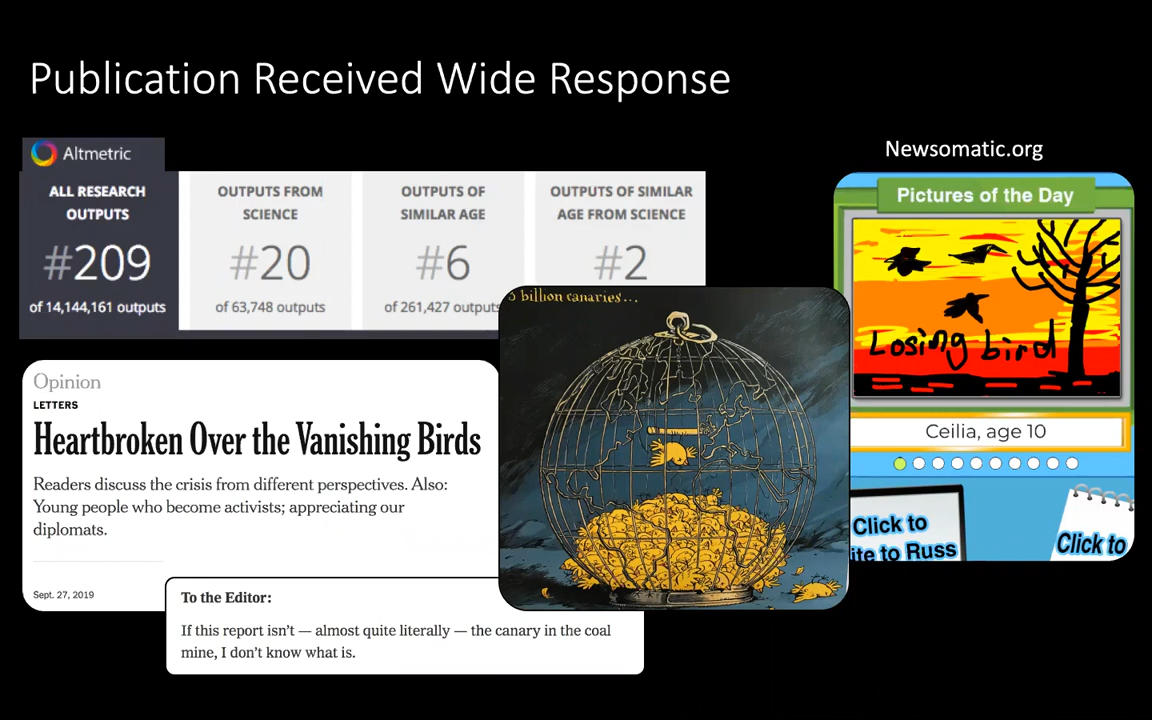 Publication Received Wide Response
Altmetric
ALL RESEARCH
OUTPUTS
#209
of 14,144,161 outputs
OUTPUTS FROM
SCIENCE
#20
of 63,748 outputs
OUTPUTS OF
SIMILAR AGE
#6
of 261,427 outputs
OUTPUTS OF SIMILAR
AGE FROM SCIENCE
#2
Opinion
LETTERS
Heartbroken Over the Vanishing Birds
Readers discuss the crisis from different perspectives. Also:
Young people who become activists; appreciating our
diplomats.
Sept. 27, 2019
To the Editor:
If this report isn't — almost quite literally — the canary in the coal
mine, I don't know what is.
billion canaries...
Newsomatic.org
Pictures of the Day
Losing bird
Ceilia, age 10
Click to
ite to Russ
Click to